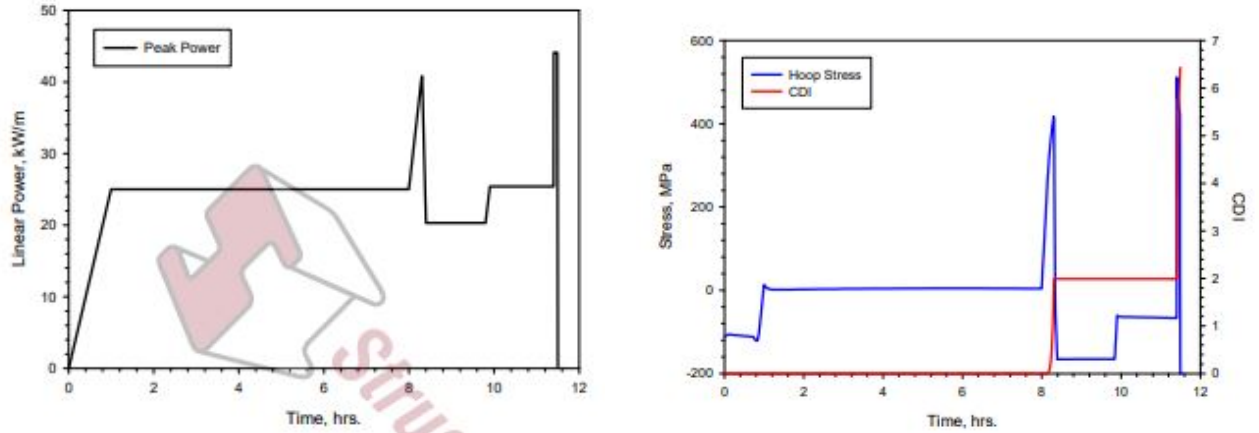 50
40
30
20
10
0
Linear Power, kW/m
Peak Power
0 2 4 6 8 10 12
Time, hrs.
600
400
200
0
-200
Stress, MPa
Hoop Stress
CDI
7
6
5
4
3
2
1
0
CDI
0 2 4 6 8 10 12
Time, hrs.
Stru